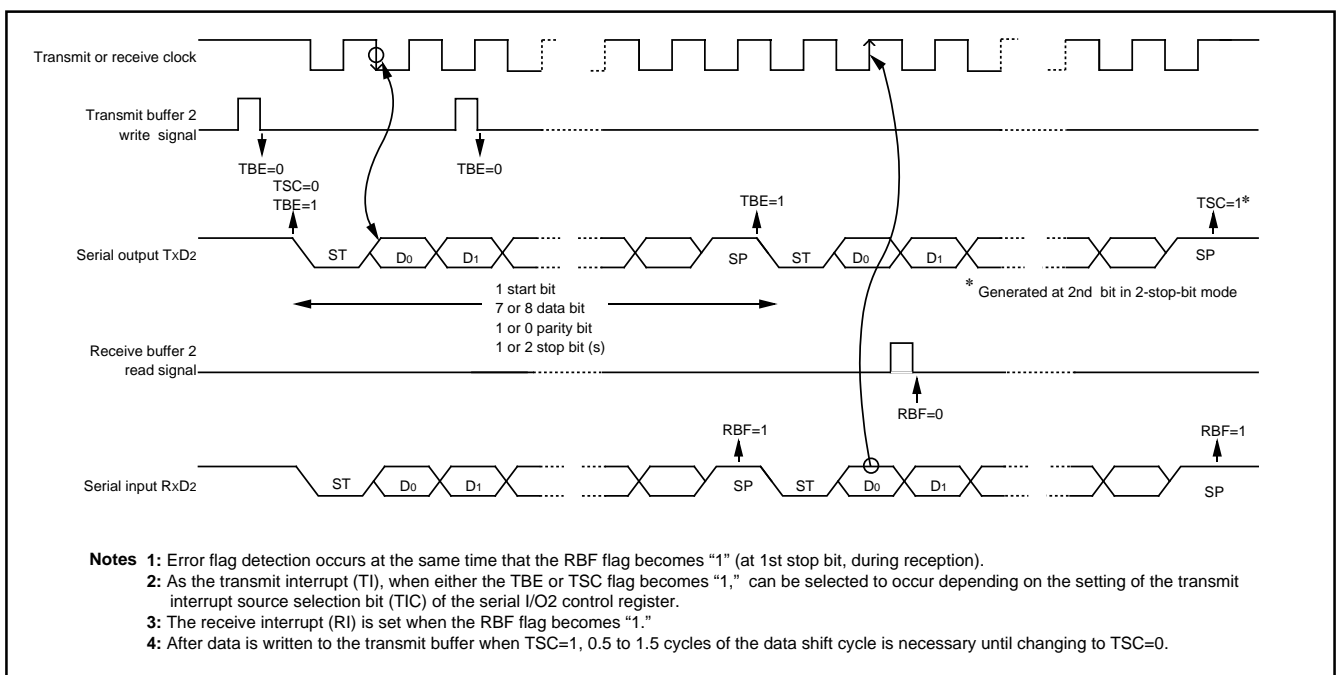 Transmit or receive clock
Transmit buffer 2
write signal
TBE=0
TSC=0
TBE=1
TBE=0
TBE=1
TSC=1*
Serial output TxD2
ST
D0
D1
SP
ST
D0
D1
SP
* Generated at 2nd bit in 2-stop-bit mode
1 start bit
7 or 8 data bit
1 or 0 parity bit
1 or 2 stop bit (s)
Receive buffer 2
read signal
RBF=0
RBF=1
RBF=1
Serial input RxD2
ST
D0
D1
SP
ST
D0
D1
SP
Notes 1: Error flag detection occurs at the same time that the RBF flag becomes “1” (at 1st stop bit, during reception).
2: As the transmit interrupt (TI), when either the TBE or TSC flag becomes “1,” can be selected to occur depending on the setting of the transmit
interrupt source selection bit (TIC) of the serial I/O2 control register.
3: The receive interrupt (RI) is set when the RBF flag becomes “1.”
4: After data is written to the transmit buffer when TSC=1, 0.5 to 1.5 cycles of the data shift cycle is necessary until changing to TSC=0.